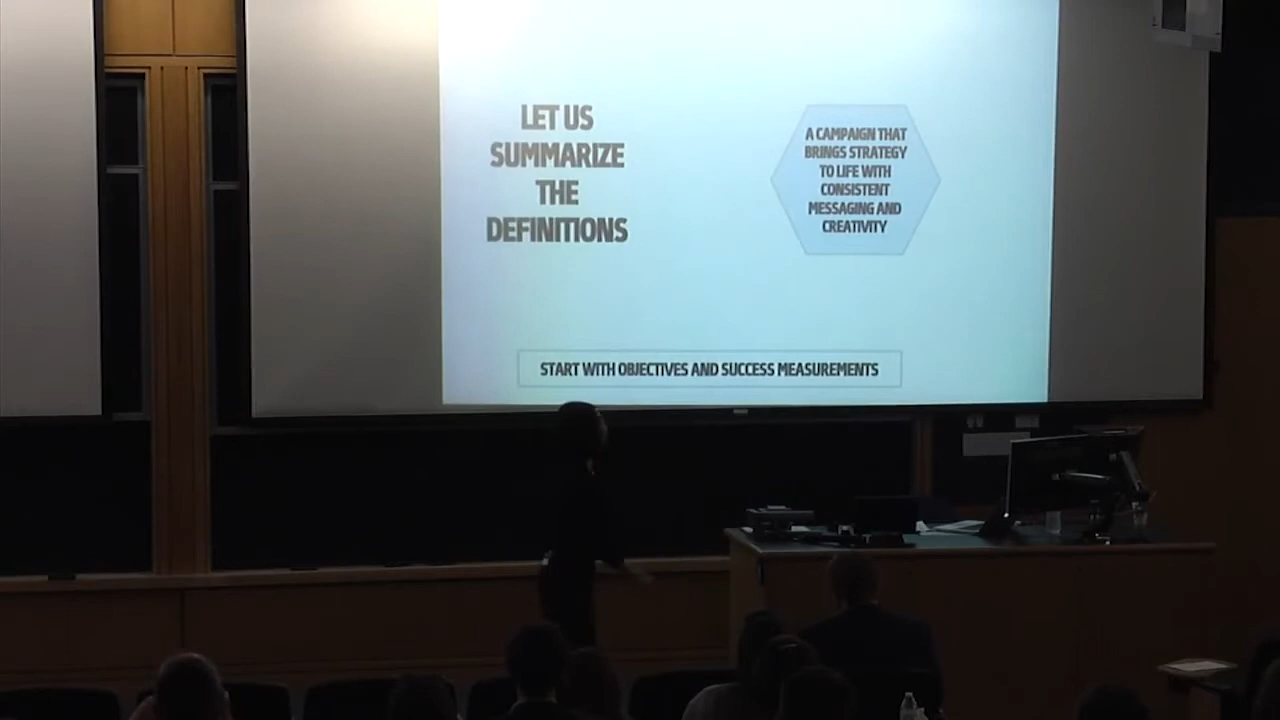 LET US
SUMMARIZE
THE
DEFINITIONS
A CAMPAIGN THAT
BRINGS STRATEGY
TO LIFE WITH
CONSISTENT
MESSAGING AND
CREATIVITY
START WITH OBJECTIVES AND SUCCESS MEASUREMENTS